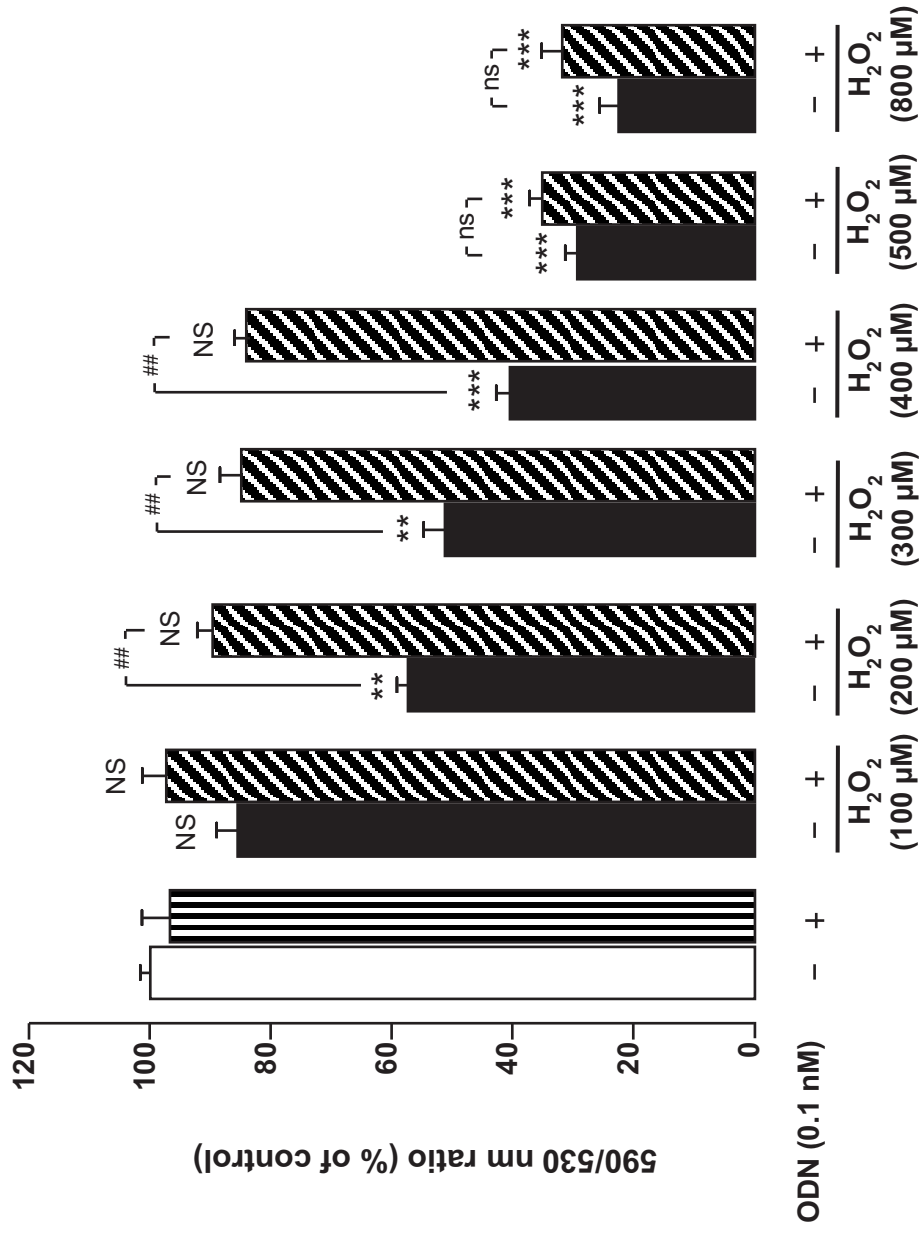 590/530 nm ratio (% of control)
120
100
80
60
40
20
0
NS
NS
**
##
NS
**
##
NS
***
##
NS
***
ns
***
***
ns
***
ODN (0.1 nM)
− + − + − + − + − + − + − +
H2O2
(100 µM)
H2O2
(200 µM)
H2O2
(300 µM)
H2O2
(400 µM)
H2O2
(500 µM)
H2O2
(800 µM)